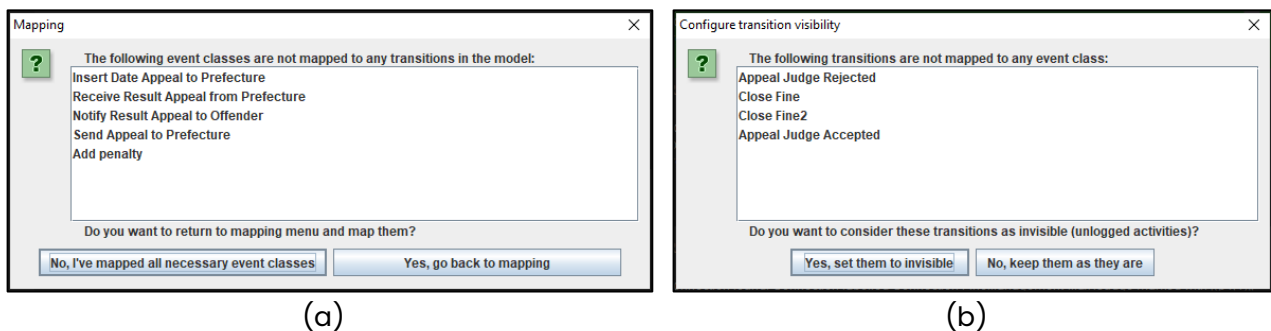 Mapping
The following event classes are not mapped to any transitions in the model:
Insert Date Appeal to Prefecture
Receive Result Appeal from Prefecture
Notify Result Appeal to Offender
Send Appeal to Prefecture
Add penalty
Do you want to return to mapping menu and map them?
No, I've mapped all necessary event classes
Yes, go back to mapping
(a)
Configure transition visibility
The following transitions are not mapped to any event class:
Appeal Judge Rejected
Close Fine
Close Fine2
Appeal Judge Accepted
Do you want to consider these transitions as invisible (unlogged activities)?
Yes, set them to invisible
No, keep them as they are
(b)